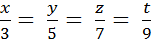 x/3 = y/5 = z/7 = t/9